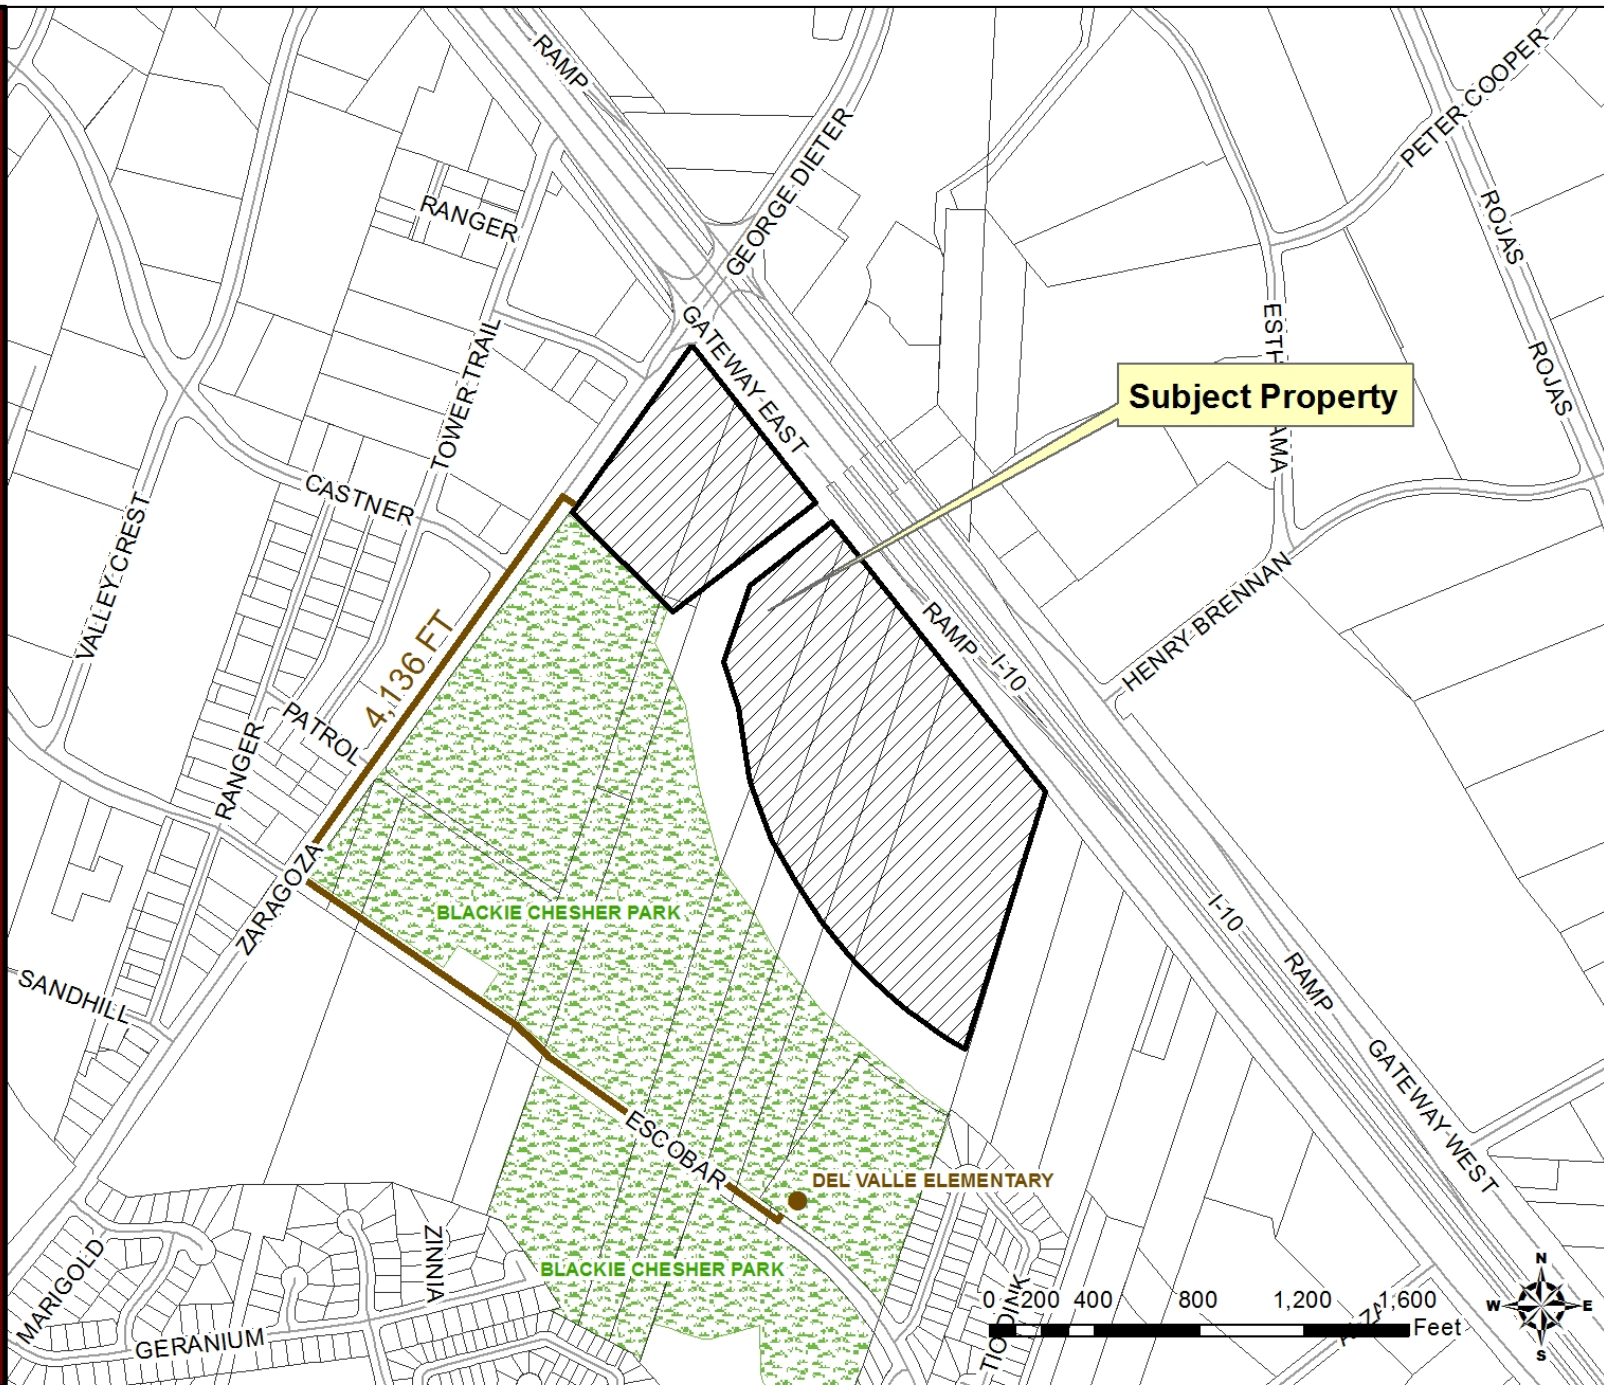 RAMP
PETER COOPER
GEORGE DIETER
RANGER
ROJAS
GATEWAY EAST
TOWER TRAIL
ROJAS
Subject Property
CASTNER
VALLEY CREST
HENRY BRENNAN
4,136 FT
RAMP
I-10
PATROL
RANGER
ZARAGOZA
BLACKIE CHESHER PARK
I-10
SANDHILL
RAMP
GATEWAY WEST
ESCOBAR
DEL VALLE ELEMENTARY
ZINNIA
BLACKIE CHESHER PARK
MARIGOLD
GERANIUM
N
W E
S
0 200 400 800 1,200 1,600
Feet